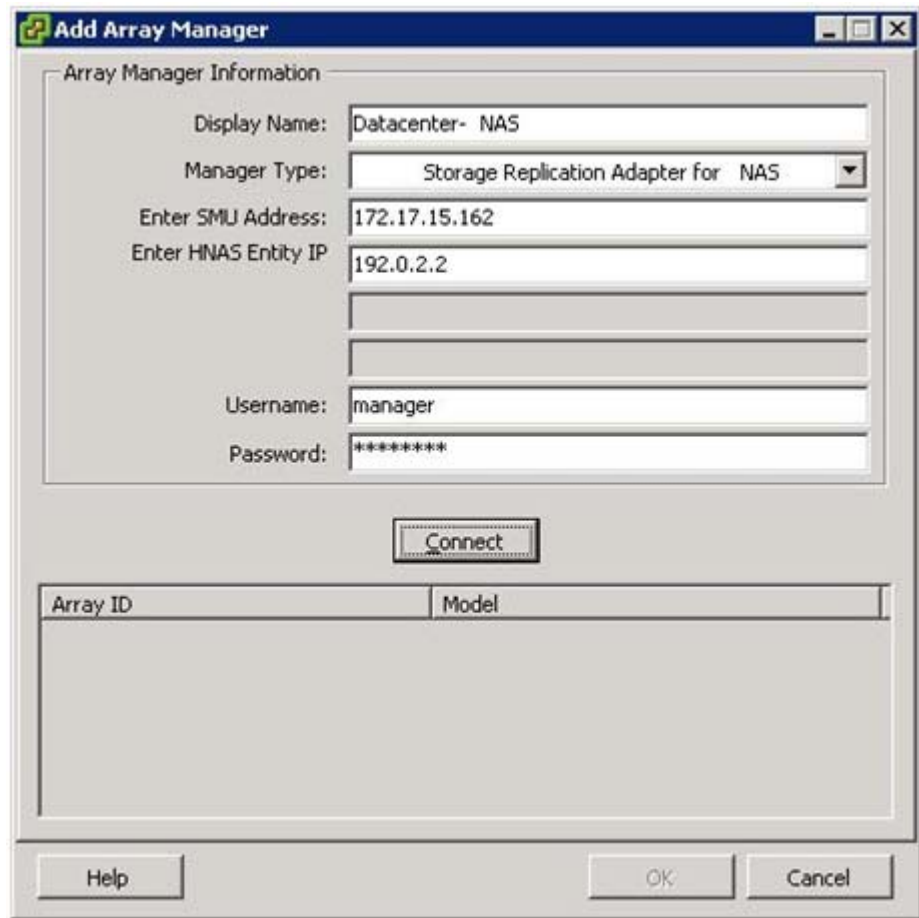 Add Array Manager
Array Manager Information
Display Name: Datacenter- NAS
Manager Type: Storage Replication Adapter for NAS
Enter SMU Address: 172.17.15.162
Enter HNAS Entity IP 192.0.2.2
Username: manager
Password: ********
Connect
Array ID Model
Help OK Cancel